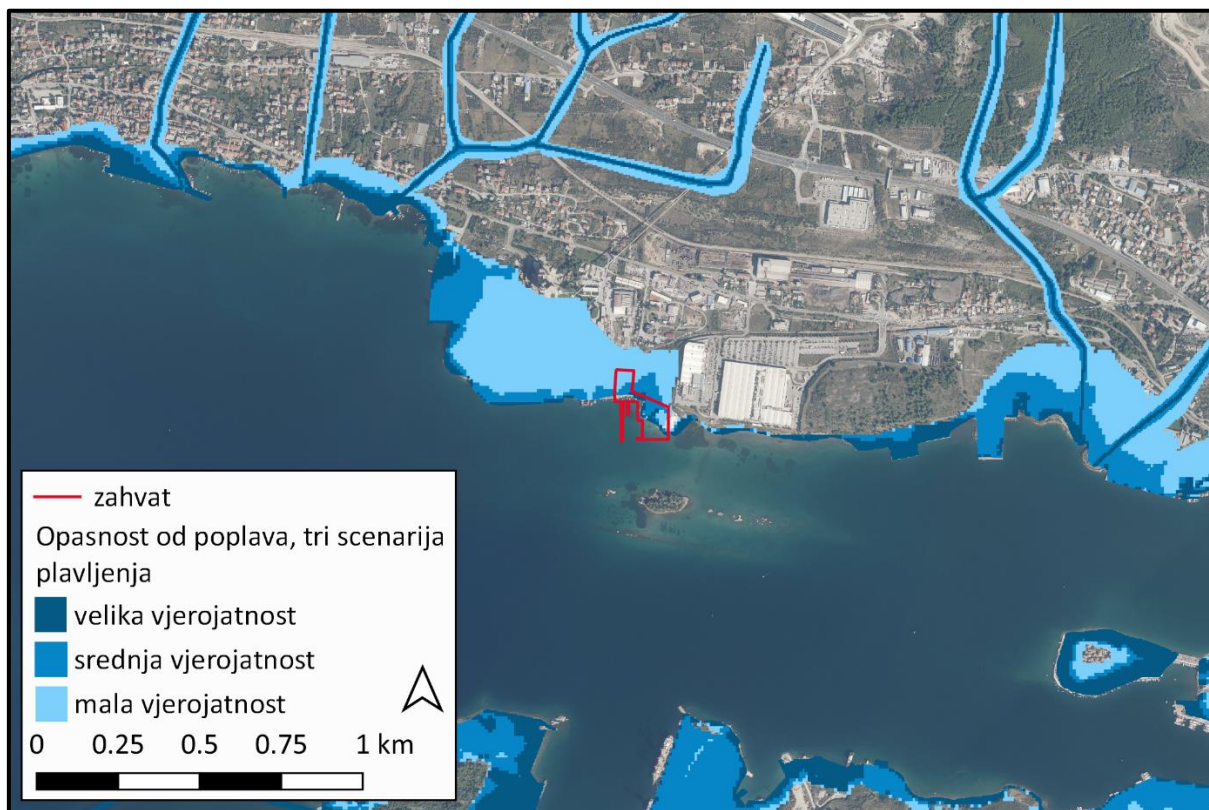 zahvat
Opasnost od poplava, tri scenarija
plavljenja
velika vjerojatnost
srednja vjerojatnost
mala vjerojatnost
0 0.25 0.5 0.75 1 km